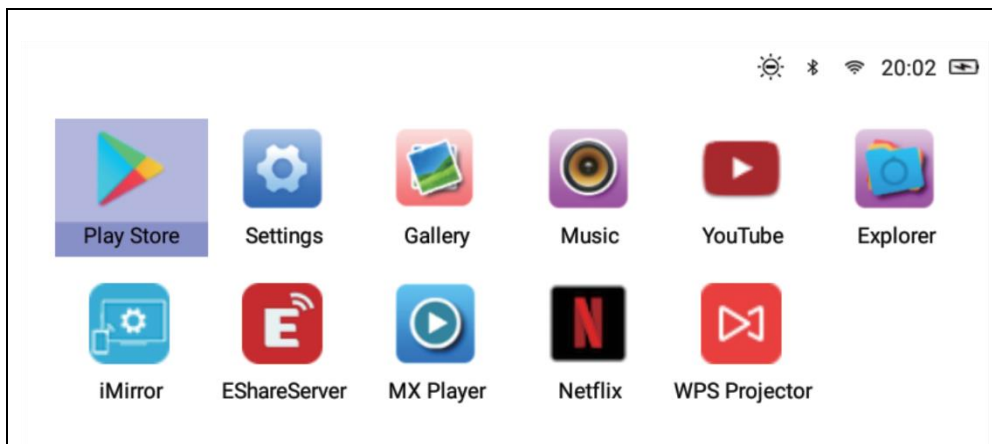 20:02
Play Store Settings Gallery Music YouTube Explorer
E N
iMirror EShareServer MX Player Netflix WPS Projector